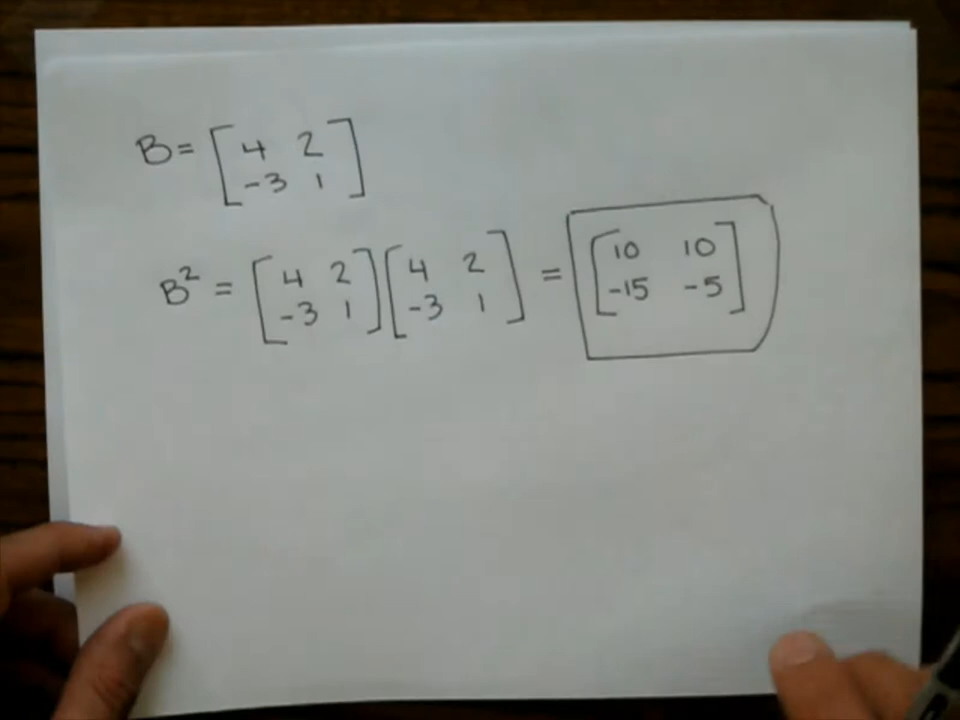 B = [4 2
-3 1]
B² = [4 2
-3 1] [4 2
-3 1] = [10 10
-15 -5]